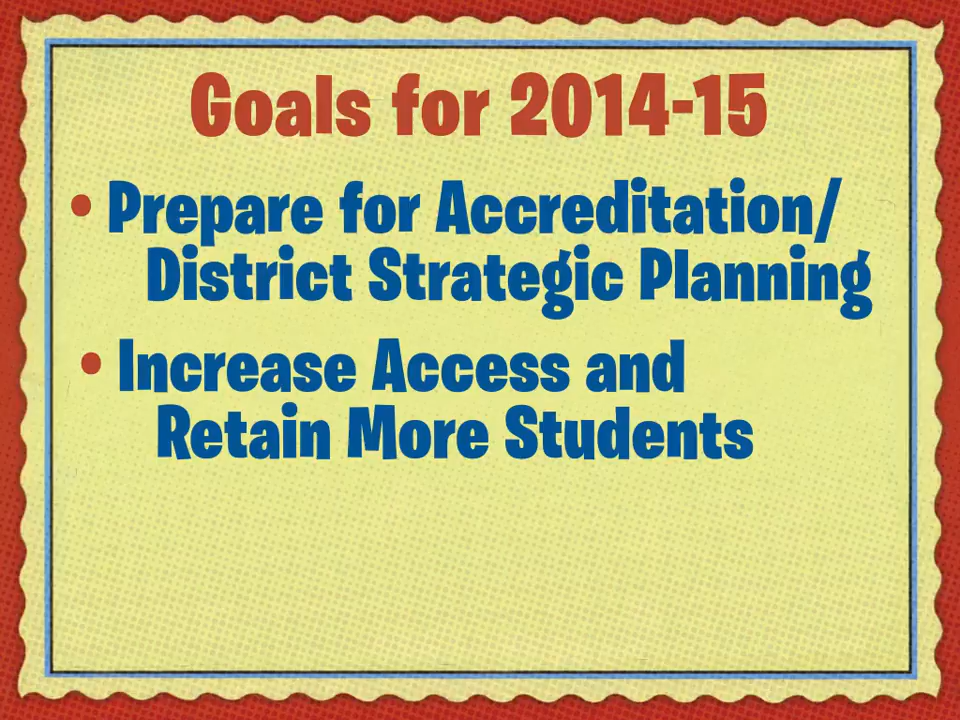 Goals for 2014-15
• Prepare for Accreditation/
District Strategic Planning
• Increase Access and
Retain More Students